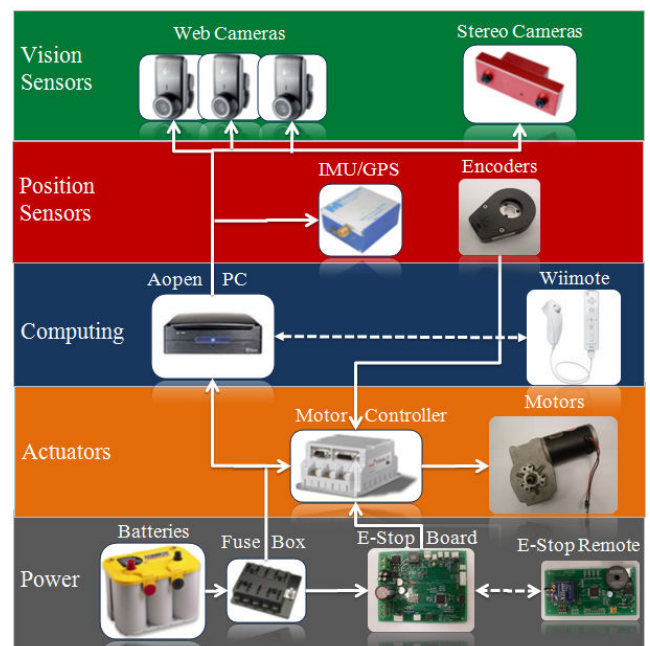 Web Cameras
Stereo Cameras
Vision
Sensors
IMU/GPS
Encoders
Position
Sensors
Aopen PC
Wiimote
Computing
Motor Controller
Motors
Actuators
Batteries
Fuse Box
E-Stop Board
E-Stop Remote
Power